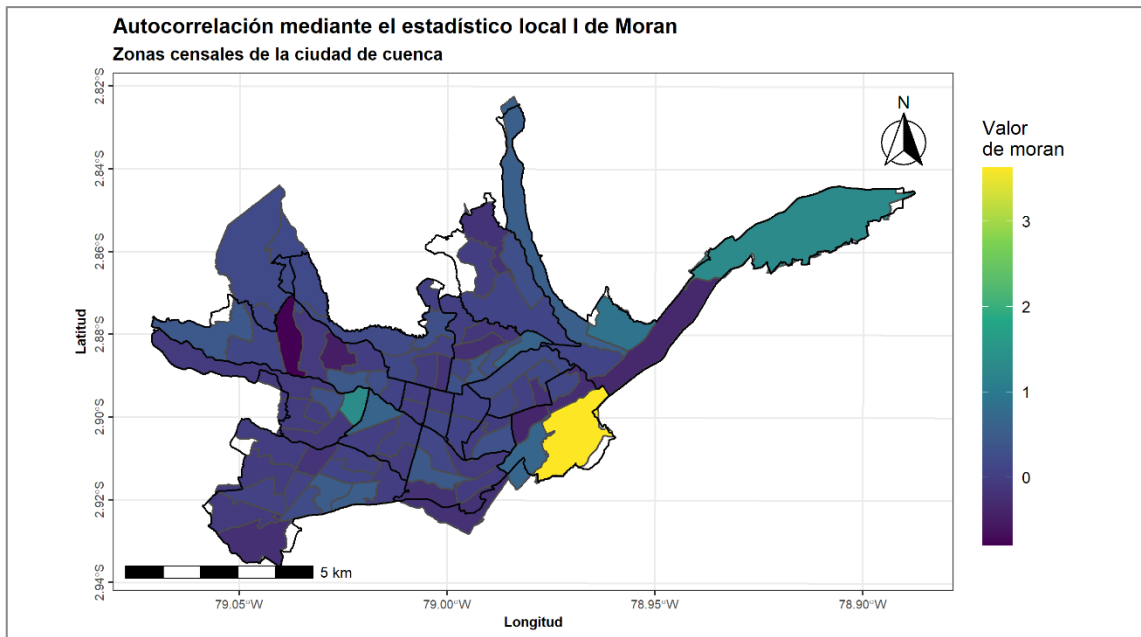 Autocorrelación mediante el estadístico local I de Moran
Zonas censales de la ciudad de cuenca
2.82°S
2.84°S
2.86°S
2.88°S
2.90°S
2.92°S
2.94°S
Latitud
N
5 km
79.05°W
79.00°W
78.95°W
78.90°W
Longitud
Valor
de moran
3
2
1
0